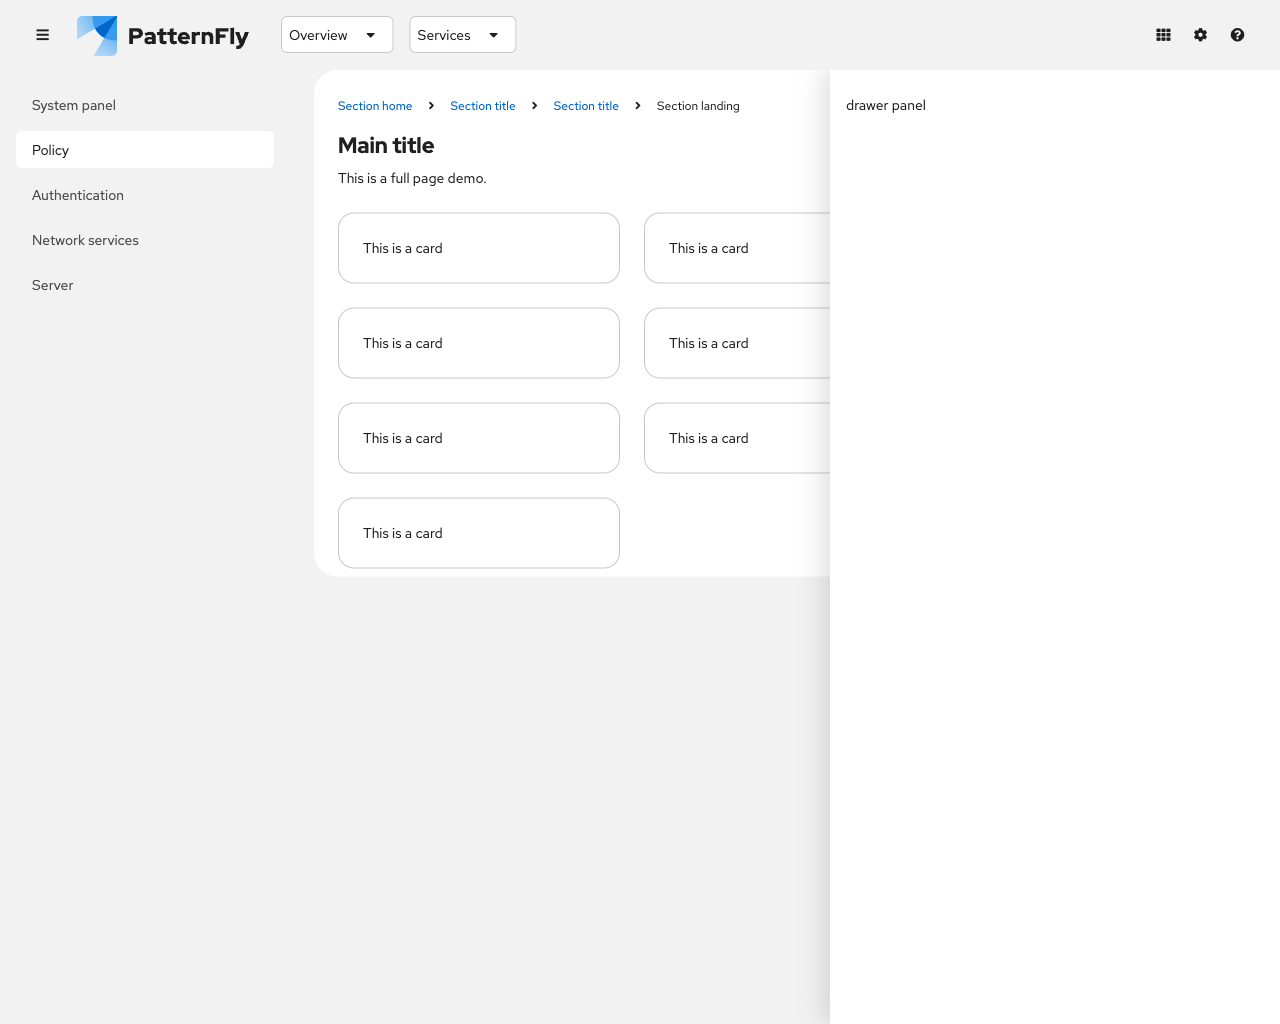 PatternFly
Overview
Services
System panel
Policy
Authentication
Network services
Server
Section home
Section title
Section title
Section landing
Main title
This is a full page demo.
This is a card
This is a card
This is a card
This is a card
This is a card
This is a card
This is a card
drawer panel